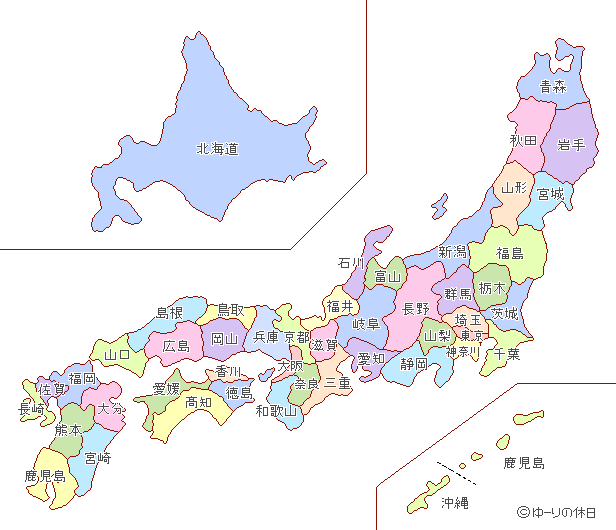 北海道
青森
秋田
岩手
山形
宮城
新潟
福島
石川
富山
群馬
栃木
福井
長野
茨城
岐阜
埼玉
山梨
東京
神奈川
千葉
静岡
愛知
島根
鳥取
兵庫
京都
滋賀
山口
広島
岡山
大阪
香川
奈良
三重
愛媛
徳島
高知
和歌山
福岡
佐賀
長崎
大分
熊本
宮崎
鹿児島
鹿児島
沖縄
©ゆーりの休日